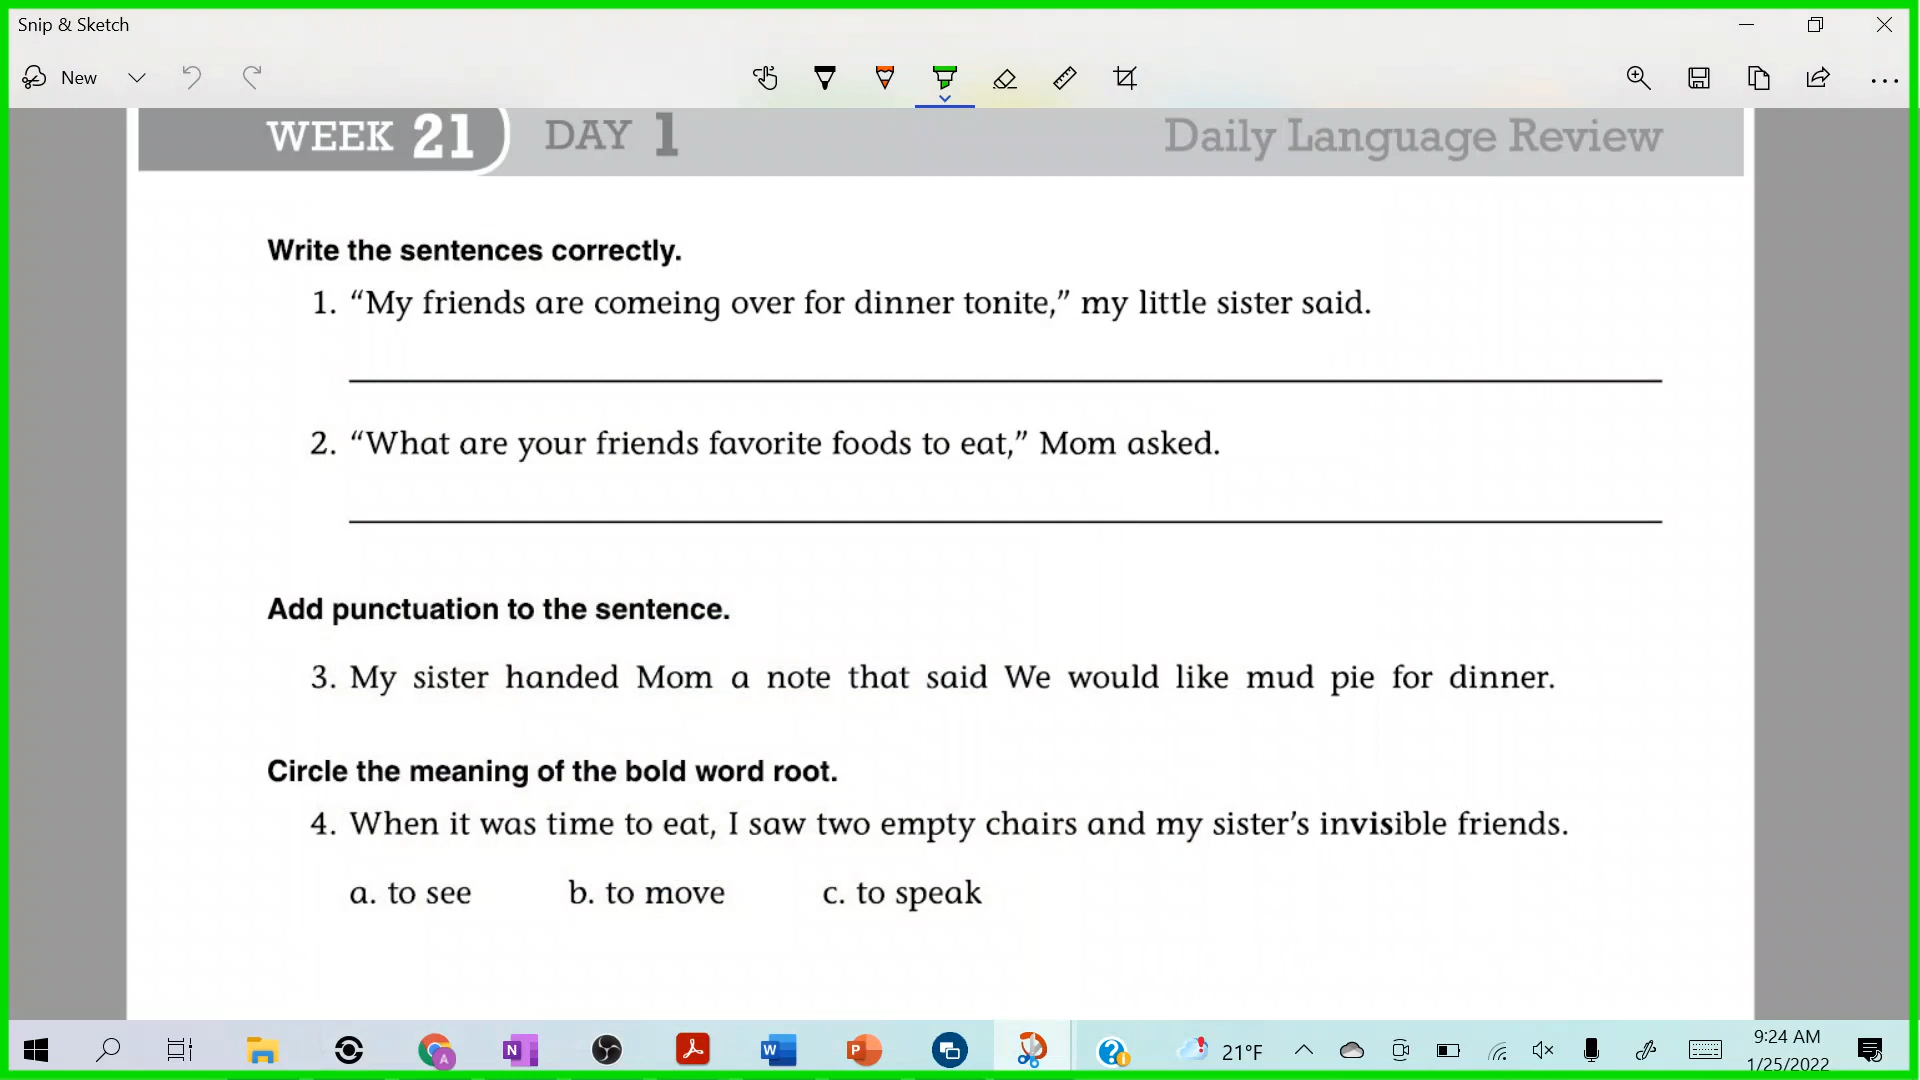 Snip & Sketch
New
WEEK 21 DAY 1 Daily Language Review
Write the sentences correctly.
1. “My friends are comeing over for dinner tonite,” my little sister said.
2. “What are your friends favorite foods to eat,” Mom asked.
Add punctuation to the sentence.
3. My sister handed Mom a note that said We would like mud pie for dinner.
Circle the meaning of the bold word root.
4. When it was time to eat, I saw two empty chairs and my sister’s invisible friends.
a. to see b. to move c. to speak
21°F
9:24 AM
1/25/2022